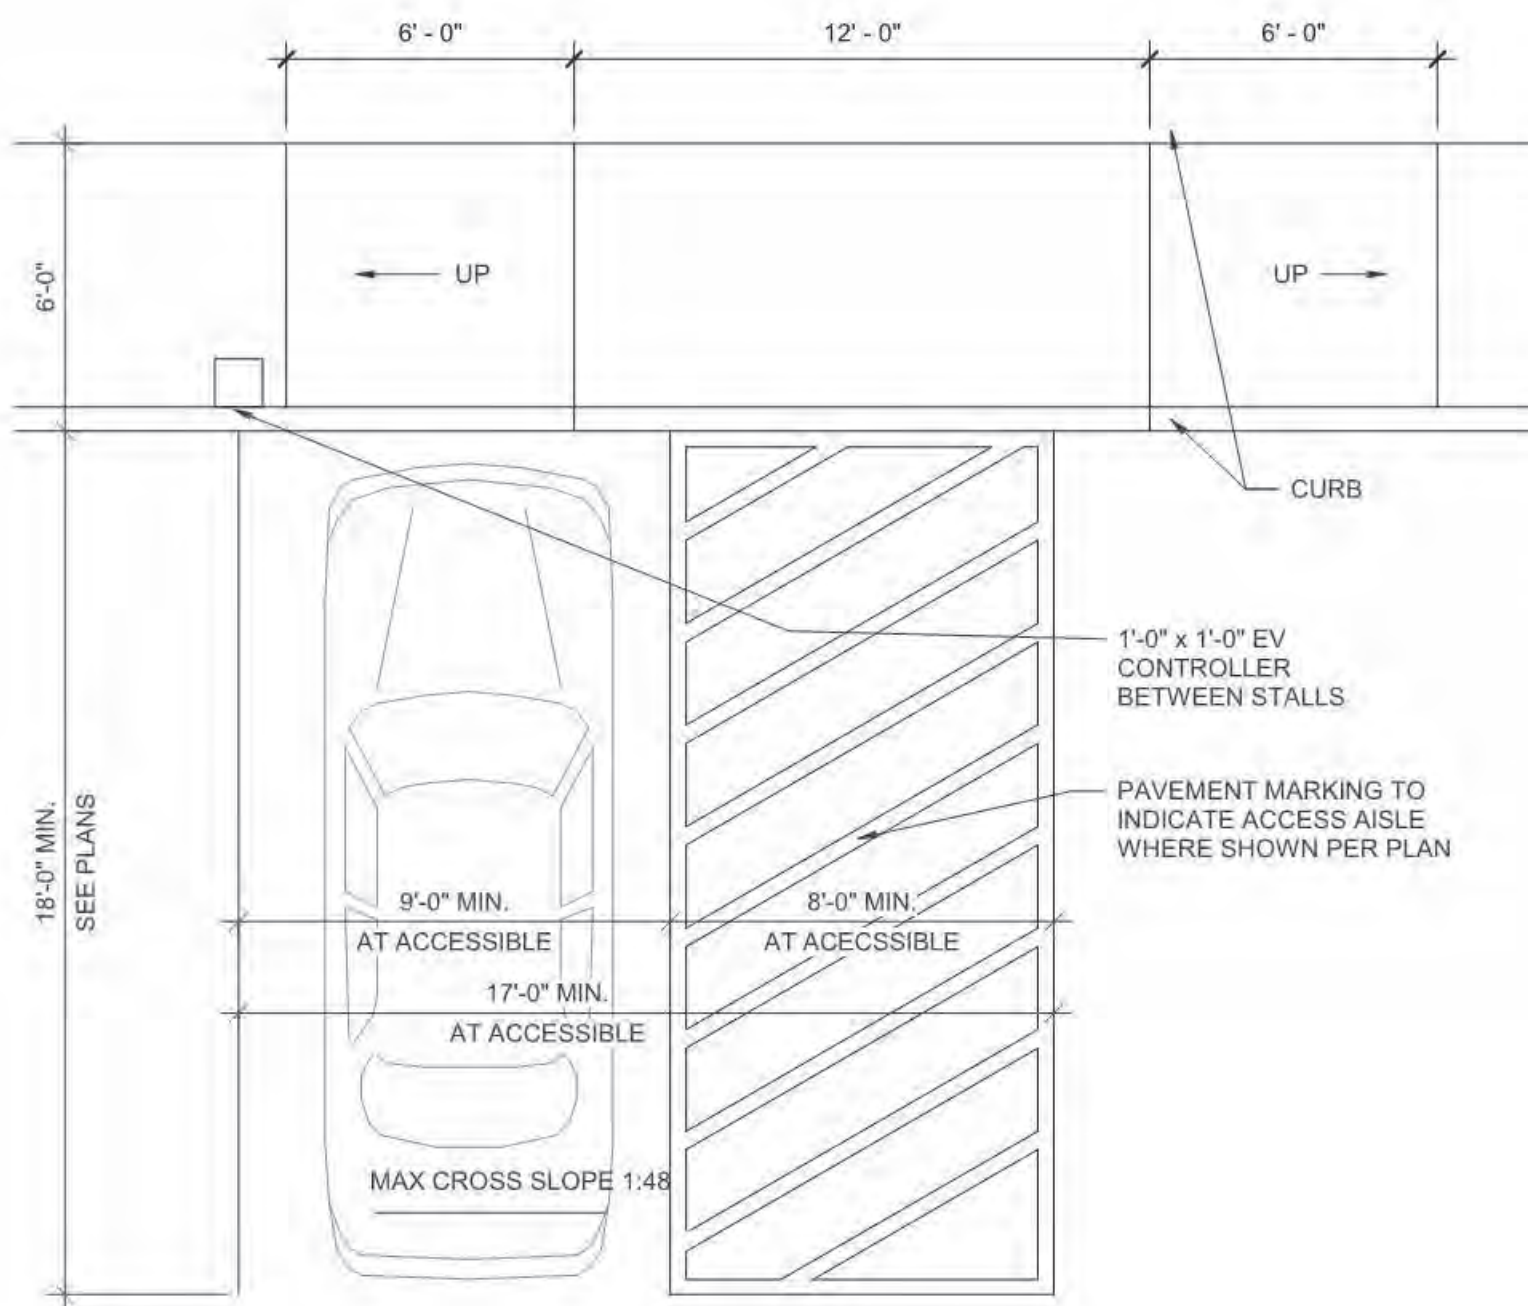 6' - 0"
12' - 0"
6' - 0"
6'-0"
UP
UP
CURB
1'-0" x 1'-0" EV
CONTROLLER
BETWEEN STALLS
PAVEMENT MARKING TO
INDICATE ACCESS AISLE
WHERE SHOWN PER PLAN
18'-0" MIN.
SEE PLANS
9'-0" MIN.
AT ACCESSIBLE
8'-0" MIN.
AT ACECSSIBLE
17'-0" MIN.
AT ACCESSIBLE
MAX CROSS SLOPE 1:48